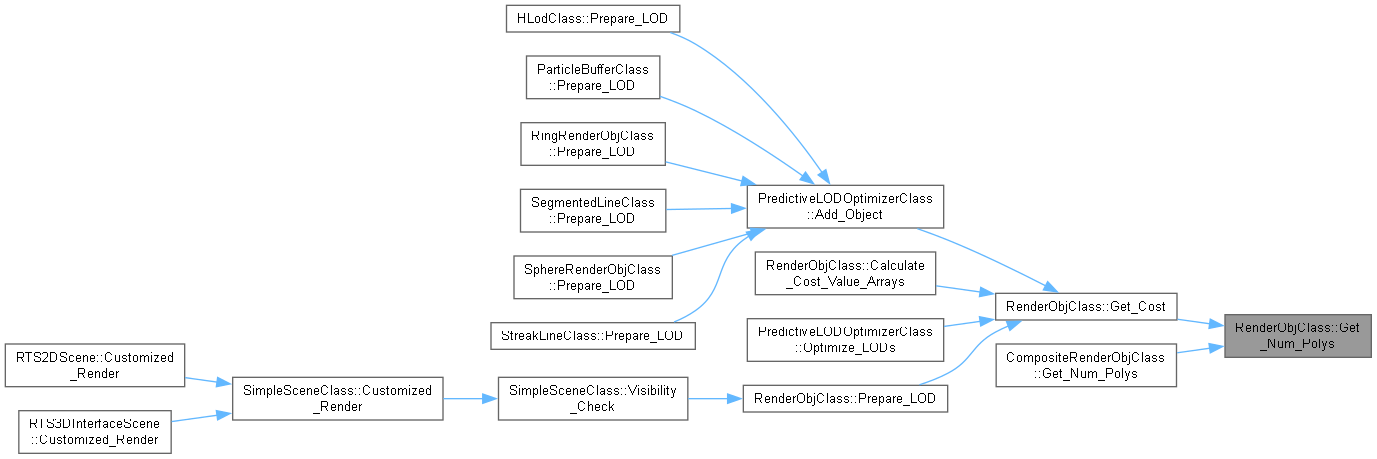 HLodClass::Prepare_LOD
ParticleBufferClass
::Prepare_LOD
RingRenderObjClass
::Prepare_LOD
SegmentedLineClass
::Prepare_LOD
SphereRenderObjClass
::Prepare_LOD
StreakLineClass::Prepare_LOD
PredictiveLODOptimizerClass
::Add_Object
RenderObjClass::Calculate
_Cost_Value_Arrays
PredictiveLODOptimizerClass
::Optimize_LODs
RenderObjClass::Prepare_LOD
RenderObjClass::Get_Cost
CompositeRenderObjClass
::Get_Num_Polys
RenderObjClass::Get
_Num_Polys
RTS2DScene::Customized
_Render
RTS3DInterfaceScene
::Customized_Render
SimpleSceneClass::Customized
_Render
SimpleSceneClass::Visibility
_Check